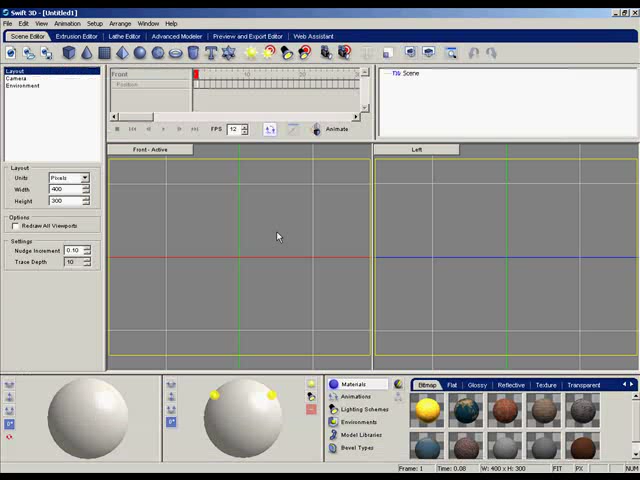 Swift 3D - [Untitled1]
File Edit View Animation Setup Arrange Window Help
Scene Editor Extrusion Editor Lathe Editor Advanced Modeler Preview and Export Editor Web Assistant
Layout
Camera
Environment
Front
Position
10
20
FPS 12 Animate
Scene
Layout
Units Pixels
Width 400
Height 300
Options
Redraw All Viewports
Settings
Nudge Increment 0.10
Trace Depth 10
Front - Active
Left
Materials
Animations
Lighting Schemes
Environments
Model Libraries
Bevel Types
Bitmap Flat Glossy Reflective Texture Transparent
Frame: 1 Time: 0.08 W: 400 x H: 300 FIT PX NUM